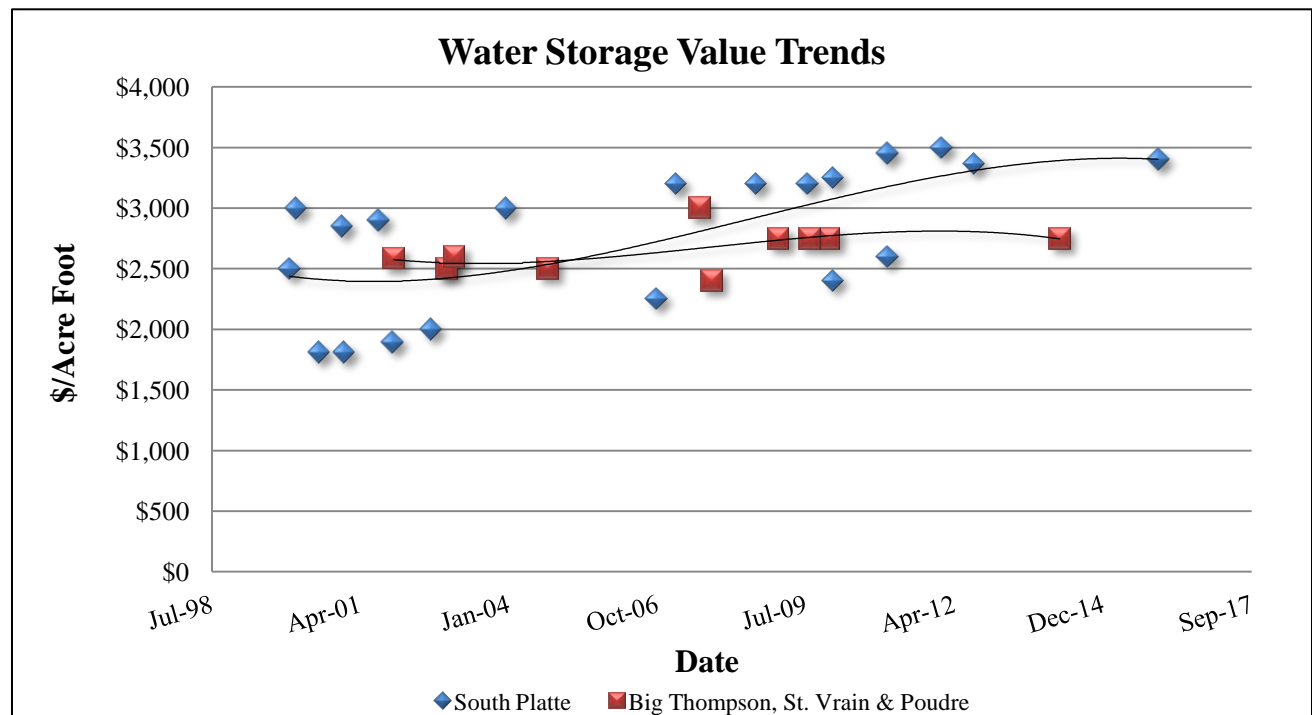 Water Storage Value Trends
$4,000
$3,500
$3,000
$2,500
$2,000
$1,500
$1,000
$500
$0
$/Acre Foot
Jul-98
Apr-01
Jan-04
Oct-06
Jul-09
Apr-12
Dec-14
Sep-17
Date
South Platte
Big Thompson, St. Vrain & Poudre